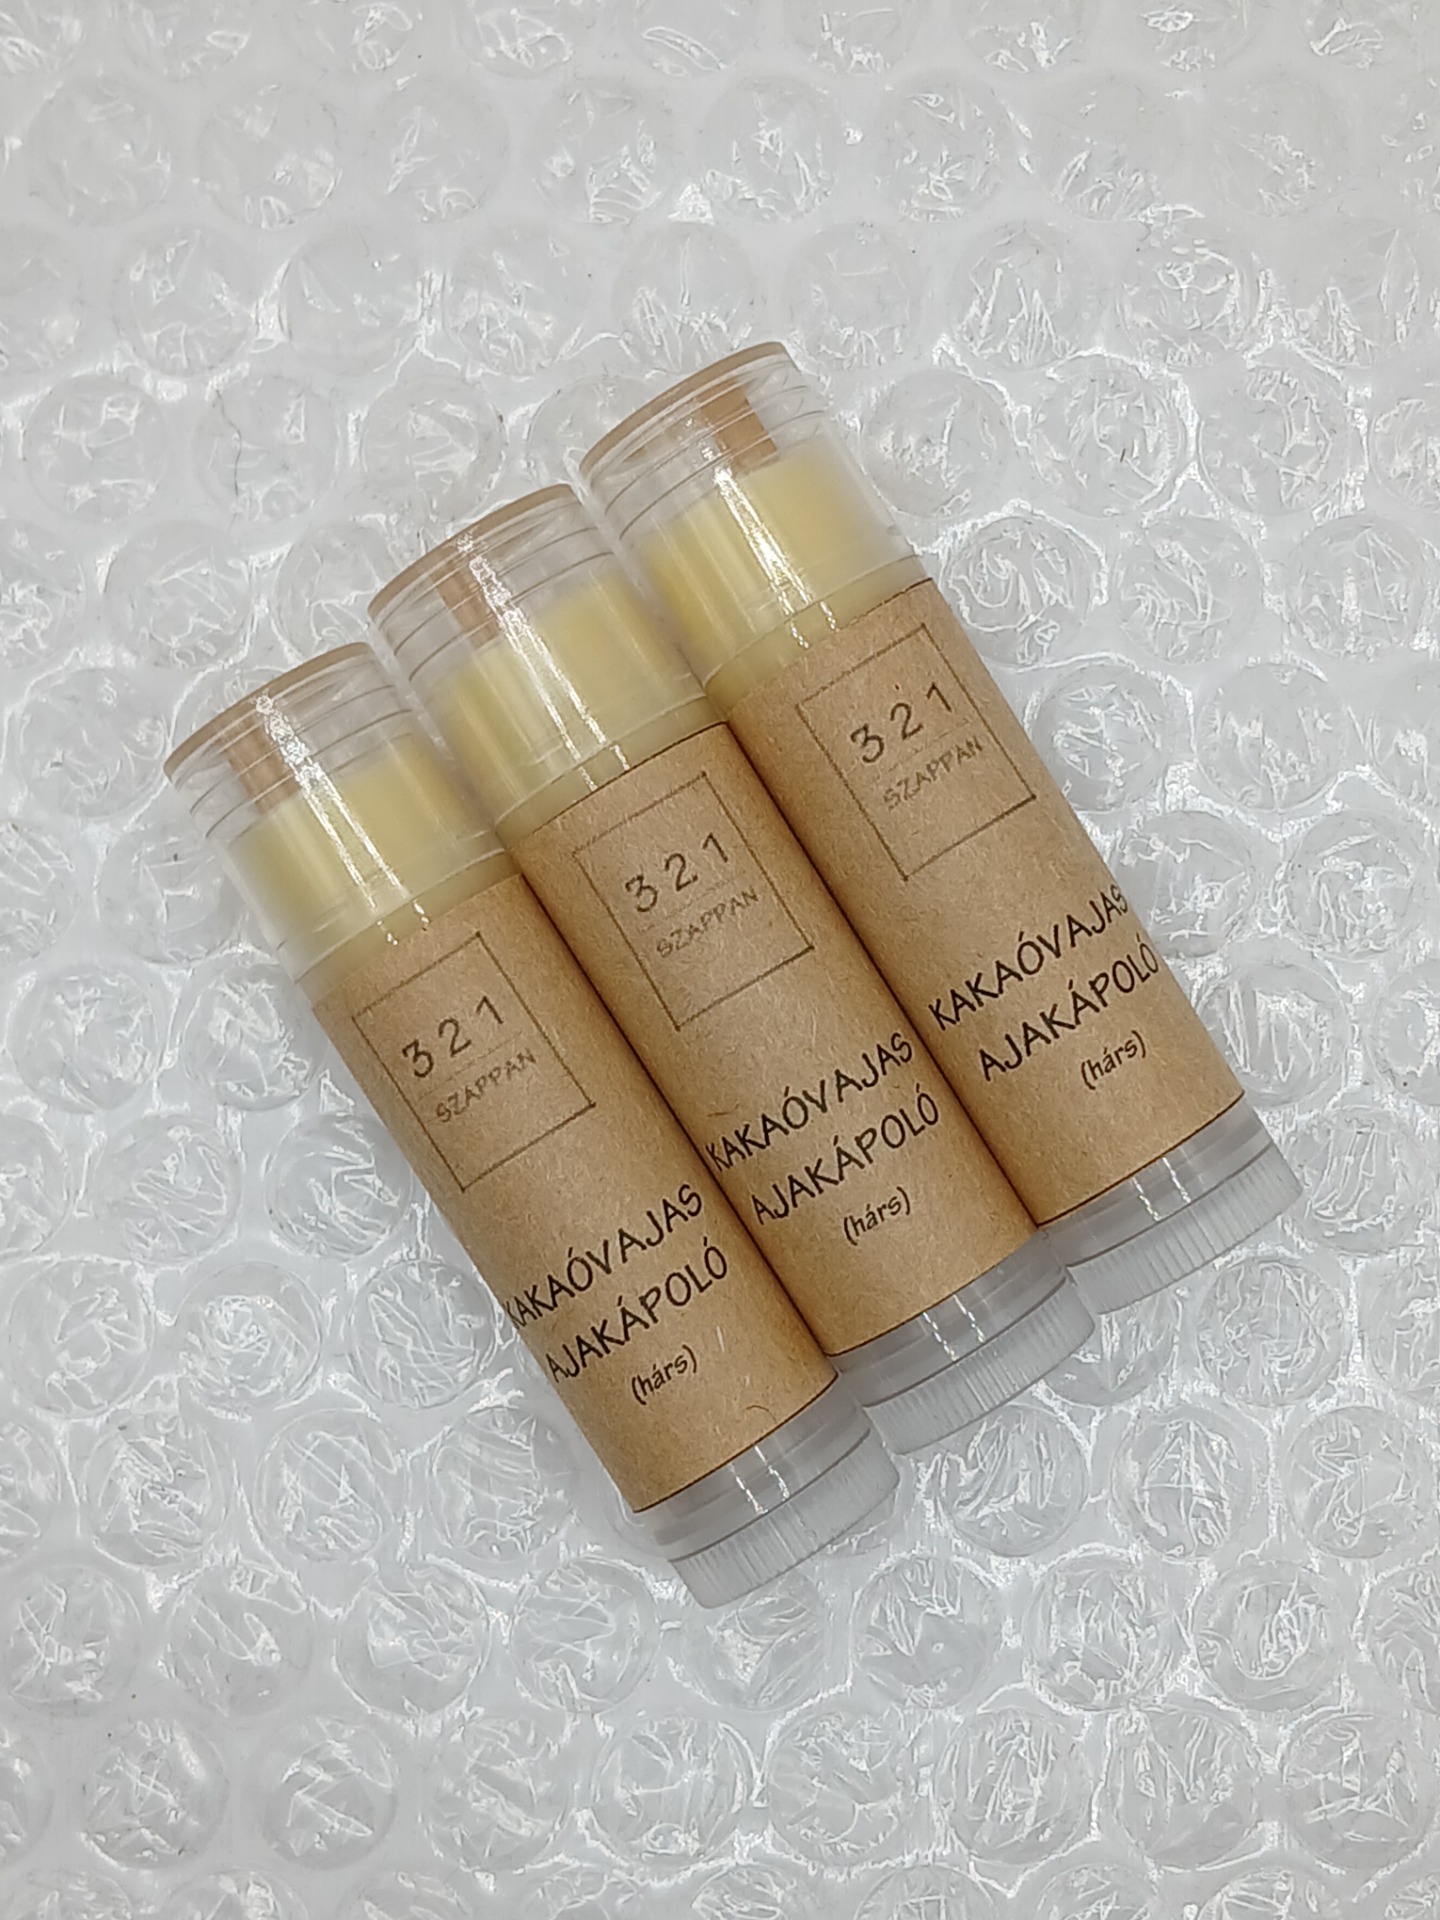 3 2 1
SZAPPAN
KAKAÓVAJAS
AJAKÁPOLÓ
(hárs)
3 2 1
SZAPPAN
KAKAÓVAJAS
AJAKÁPOLÓ
(hárs)
3 2 1
SZAPPAN
KAKAÓVAJAS
AJAKÁPOLÓ
(hárs)